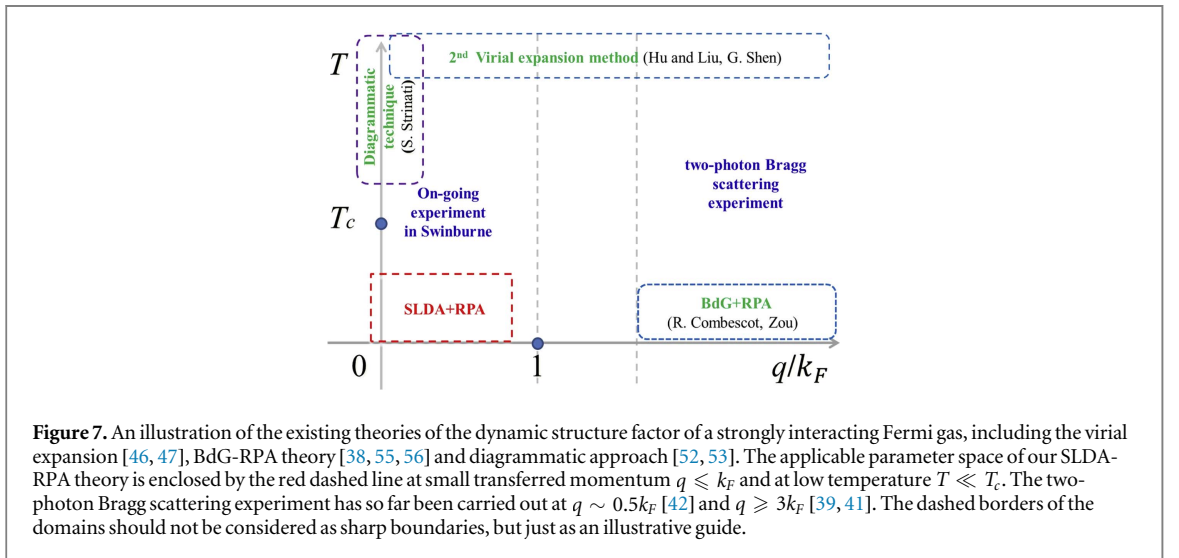 T
2nd Virial expansion method (Hu and Liu, G. Shen)
Diagrammatic
technique
(S. Strinati)
two-photon Bragg
scattering
experiment
On-going
experiment
in Swinburne
Tc
SLDA+RPA
BdG+RPA
(R. Combescot, Zou)
0
1
q/kF
Figure 7. An illustration of the existing theories of the dynamic structure factor of a strongly interacting Fermi gas, including the virial
expansion [46, 47], BdG-RPA theory [38, 55, 56] and diagrammatic approach [52, 53]. The applicable parameter space of our SLDA-
RPA theory is enclosed by the red dashed line at small transferred momentum q ⩽ kF and at low temperature T ≪ Tc. The two-
photon Bragg scattering experiment has so far been carried out at q ∼ 0.5kF [42] and q ⩾ 3kF [39, 41]. The dashed borders of the
domains should not be considered as sharp boundaries, but just as an illustrative guide.